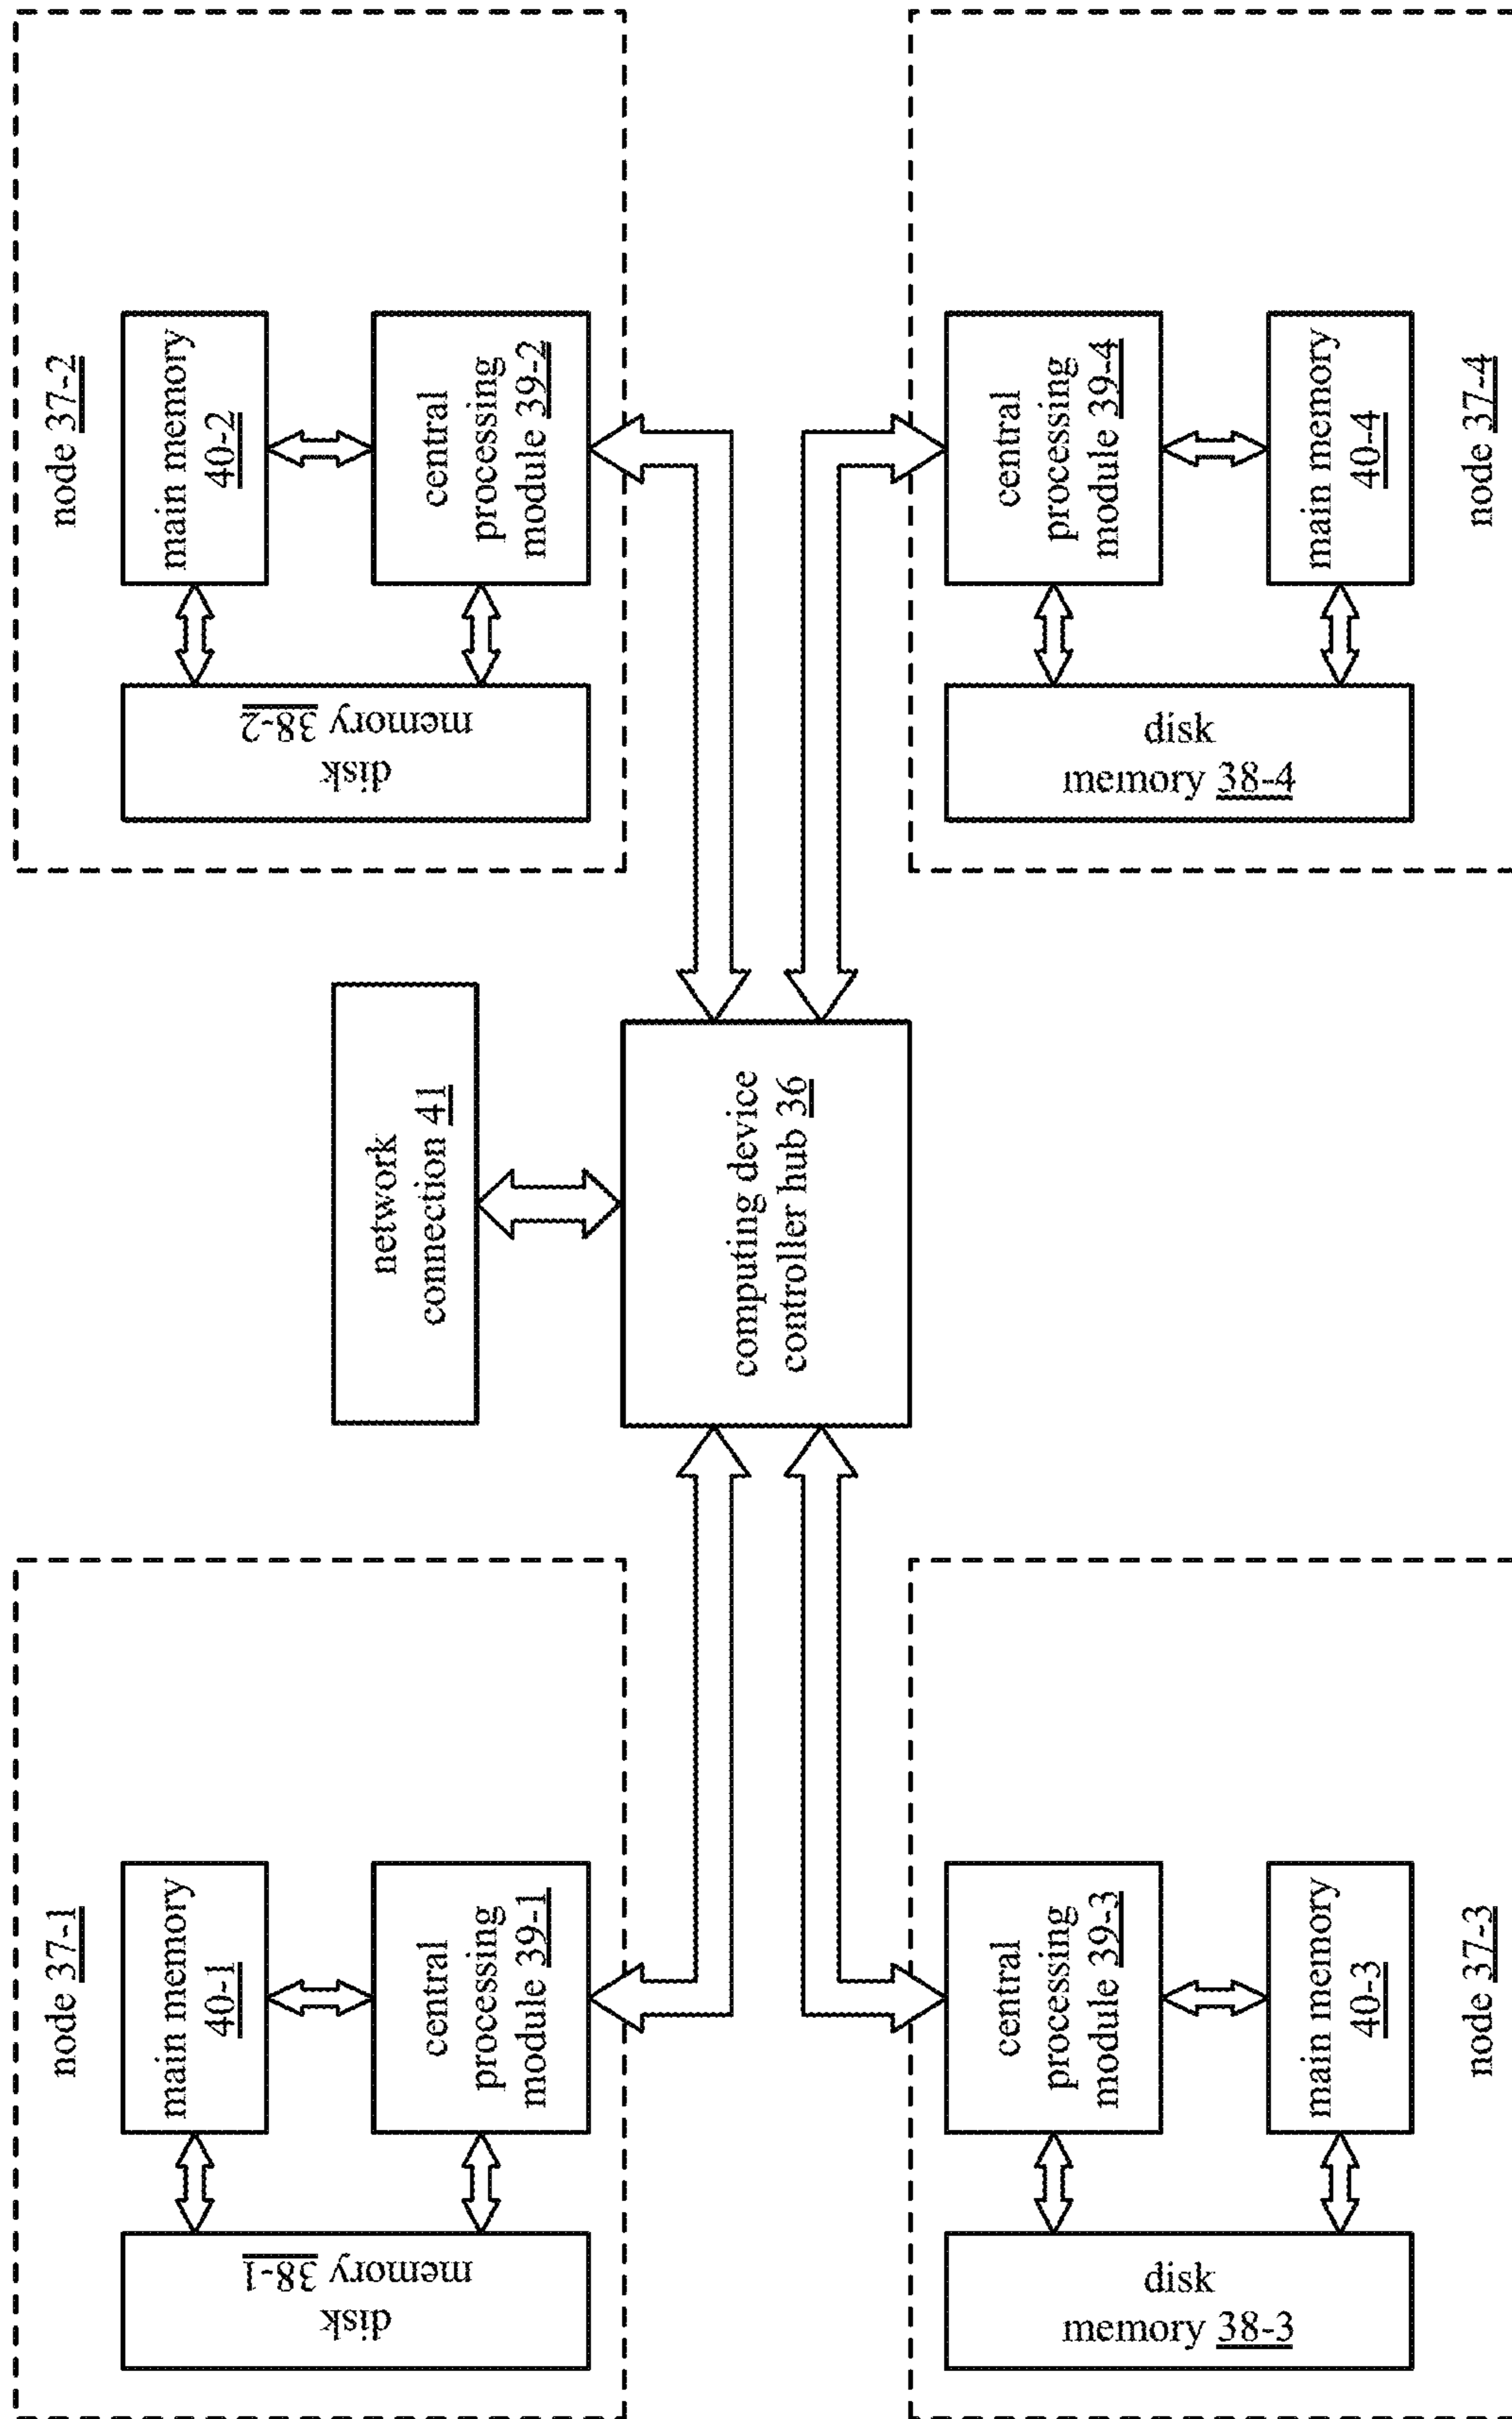 node 37-1
main memory
40-1
central
processing
module 39-1
disk
memory 38-1
node 37-2
main memory
40-2
central
processing
module 39-2
disk
memory 38-2
network
connection 41
computing device
controller hub 36
central
processing
module 39-3
main memory
40-3
disk
memory 38-3
node 37-3
central
processing
module 39-4
main memory
40-4
disk
memory 38-4
node 37-4